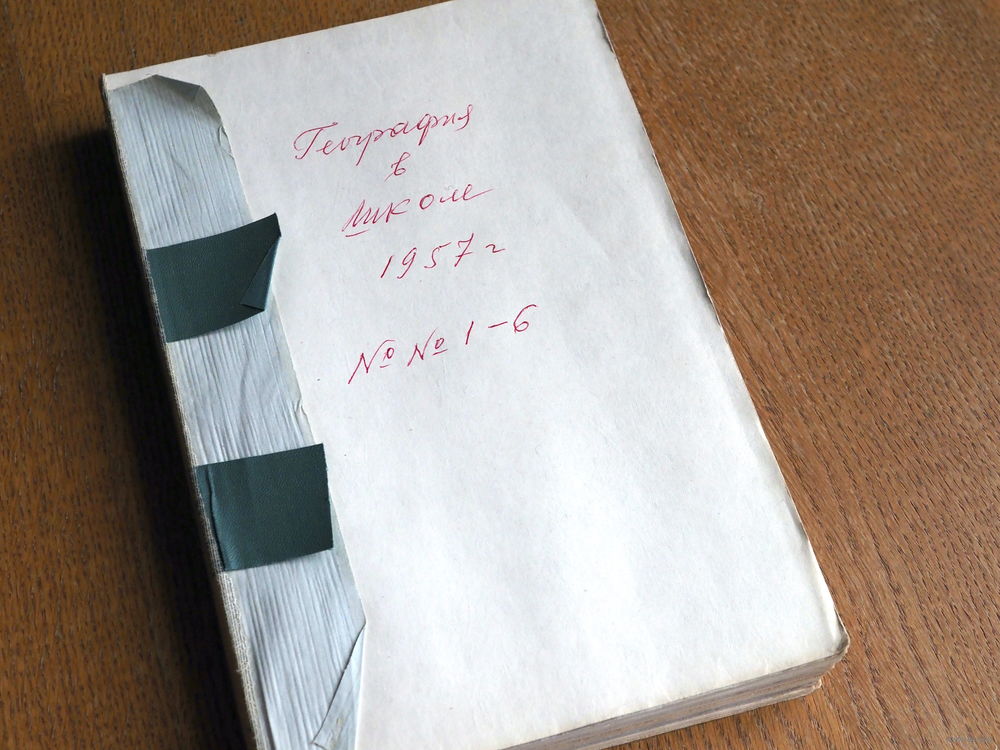 География
в
школе
1957 г
№ № 1-6